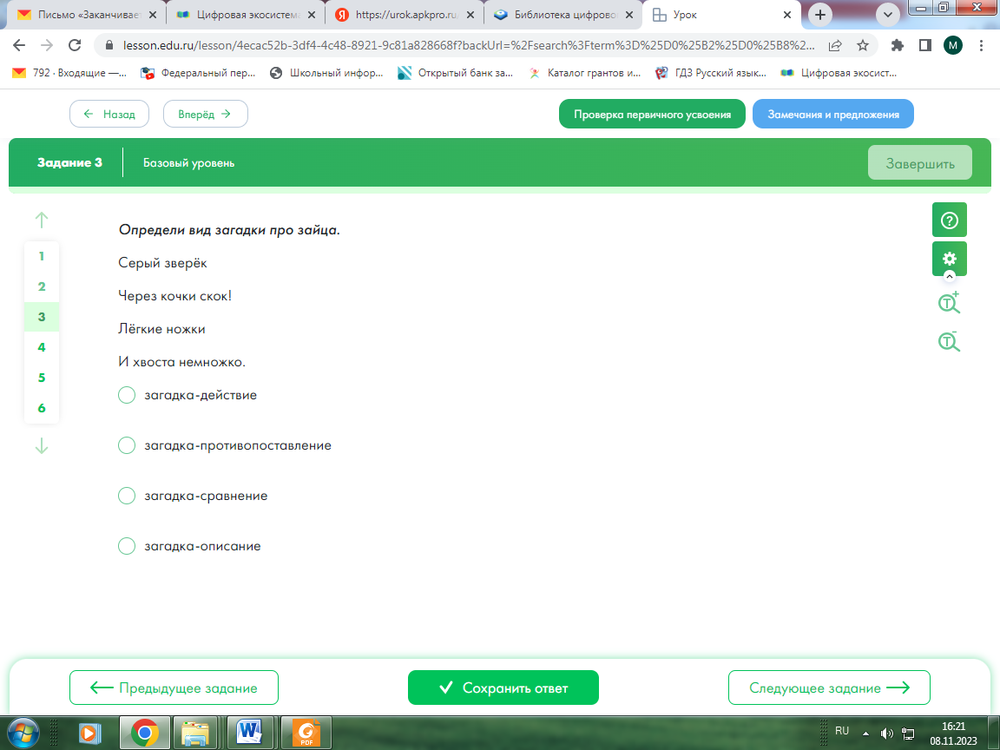 Письмо «Заканчивает
Цифровая экосистема
https://urok.apkpro.ru
Библиотека цифрово
Урок
lesson.edu.ru/lesson/4ecac52b-3df4-4c48-8921-9c81a828668f?backUrl=%2Fsearch%3Fterm%3D%25D0%25B2%25D0%25B8%2...
М
792 · Входящие —...
Федеральный пер...
Школьный инфор...
Открытый банк за...
Каталог грантов и...
ГДЗ Русский язык...
Цифровая экосист...
← Назад
Вперёд →
Проверка первичного усвоения
Замечания и предложения
Задание 3
Базовый уровень
Завершить
1
2
3
4
5
6
Определи вид загадки про зайца.
Серый зверёк
Через кочки скок!
Лёгкие ножки
И хвоста немножко.
загадка-действие
загадка-противопоставление
загадка-сравнение
загадка-описание
Предыдущее задание
Сохранить ответ
Следующее задание
PDF
RU
16:21
08.11.2023